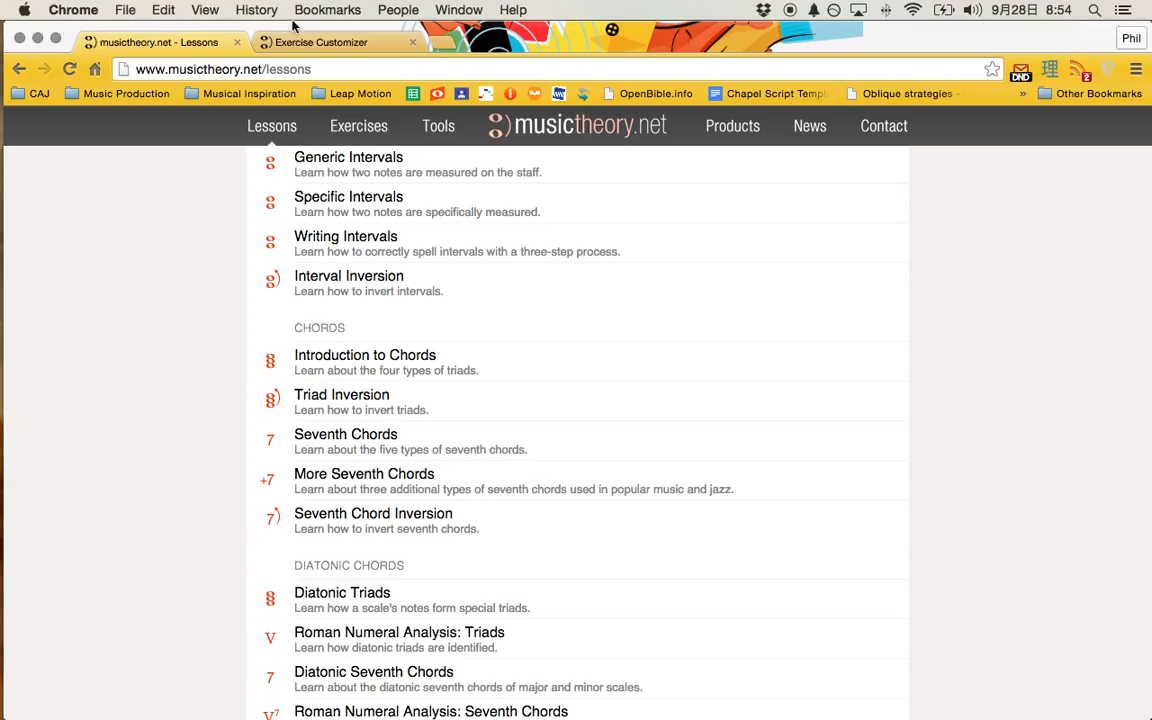 Chrome File Edit View History Bookmarks People Window Help 9月28日 8:54
musictheory.net - Lessons × Exercise Customizer × Phil
www.musictheory.net/lessons DND 理 2
CAJ Music Production Musical Inspiration Leap Motion OpenBible.info Chapel Script Templ Oblique strategies - » Other Bookmarks
Lessons Exercises Tools musictheory.net Products News Contact
Generic Intervals
Learn how two notes are measured on the staff.
Specific Intervals
Learn how two notes are specifically measured.
Writing Intervals
Learn how to correctly spell intervals with a three-step process.
Interval Inversion
Learn how to invert intervals.
CHORDS
Introduction to Chords
Learn about the four types of triads.
Triad Inversion
Learn how to invert triads.
7 Seventh Chords
Learn about the five types of seventh chords.
+7 More Seventh Chords
Learn about three additional types of seventh chords used in popular music and jazz.
7) Seventh Chord Inversion
Learn how to invert seventh chords.
DIATONIC CHORDS
Diatonic Triads
Learn how a scale's notes form special triads.
V Roman Numeral Analysis: Triads
Learn how diatonic triads are identified.
7 Diatonic Seventh Chords
Learn about the diatonic seventh chords of major and minor scales.
V7 Roman Numeral Analysis: Seventh Chords